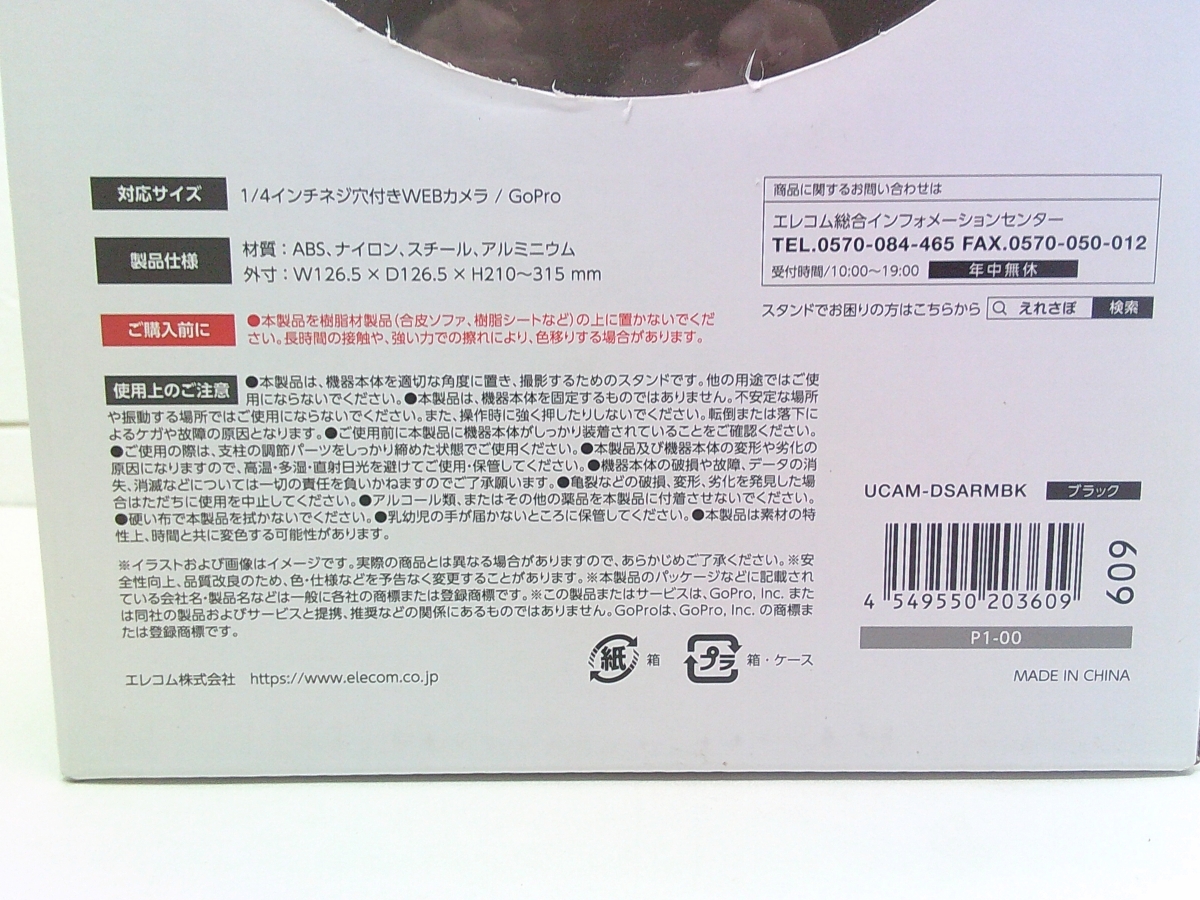 対応サイズ 1/4インチネジ穴付きWEBカメラ / GoPro
製品仕様 材質：ABS、ナイロン、スチール、アルミニウム
外寸：W126.5 × D126.5 × H210〜315 mm
ご購入前に ●本製品を樹脂材製品(合皮ソファ、樹脂シートなど)の上に置かないでくだ
さい。長時間の接触や、強い力での擦れにより、色移りする場合があります。
使用上のご注意 ●本製品は、機器本体を適切な角度に置き、撮影するためのスタンドです。他の用途ではご使
用にならないでください。●本製品は、機器本体を固定するものではありません。不安定な場所
や振動する場所ではご使用にならないでください。また、操作時に強く押したりしないでください。転倒または落下に
よるケガや故障の原因となります。●ご使用前に本製品に機器本体がしっかり装着されていることをご確認ください。
●ご使用の際は、支柱の調節パーツをしっかり締めた状態でご使用ください。●本製品及び機器本体の変形や劣化の
原因になりますので、高温・多湿・直射日光を避けてご使用・保管してください。●機器本体の破損や故障、データの消
失、消滅などについては一切の責任を負いかねますのでご了承願います。●亀裂などの破損、変形、劣化を発見した場
合はただちに使用を中止してください。●アルコール類、またはその他の薬品を本製品に付着させないでください。
●硬い布で本製品を拭かないでください。●乳幼児の手が届かないところに保管してください。●本製品は素材の特
性上、時間と共に変色する可能性があります。
※イラストおよび画像はイメージです。実際の商品とは異なる場合がありますので、あらかじめご了承ください。※安
全性向上、品質改良のため、色・仕様などを予告なく変更することがあります。※本製品のパッケージなどに記載され
ている会社名・製品名などは一般に各社の商標または登録商標です。※この製品またはサービスは、GoPro, Inc. また
は同社の製品およびサービスと提携、推奨などの関係にあるものではありません。GoProは、GoPro, Inc. の商標ま
たは登録商標です。
エレコム株式会社 https://www.elecom.co.jp
紙 箱 プラ 箱・ケース
商品に関するお問い合わせは
エレコム総合インフォメーションセンター
TEL.0570-084-465 FAX.0570-050-012
受付時間/10:00〜19:00 年中無休
スタンドでお困りの方はこちらから えれさぽ 検索
UCAM-DSARMBK ブラック
4 549550 203609
609
P1-00
MADE IN CHINA